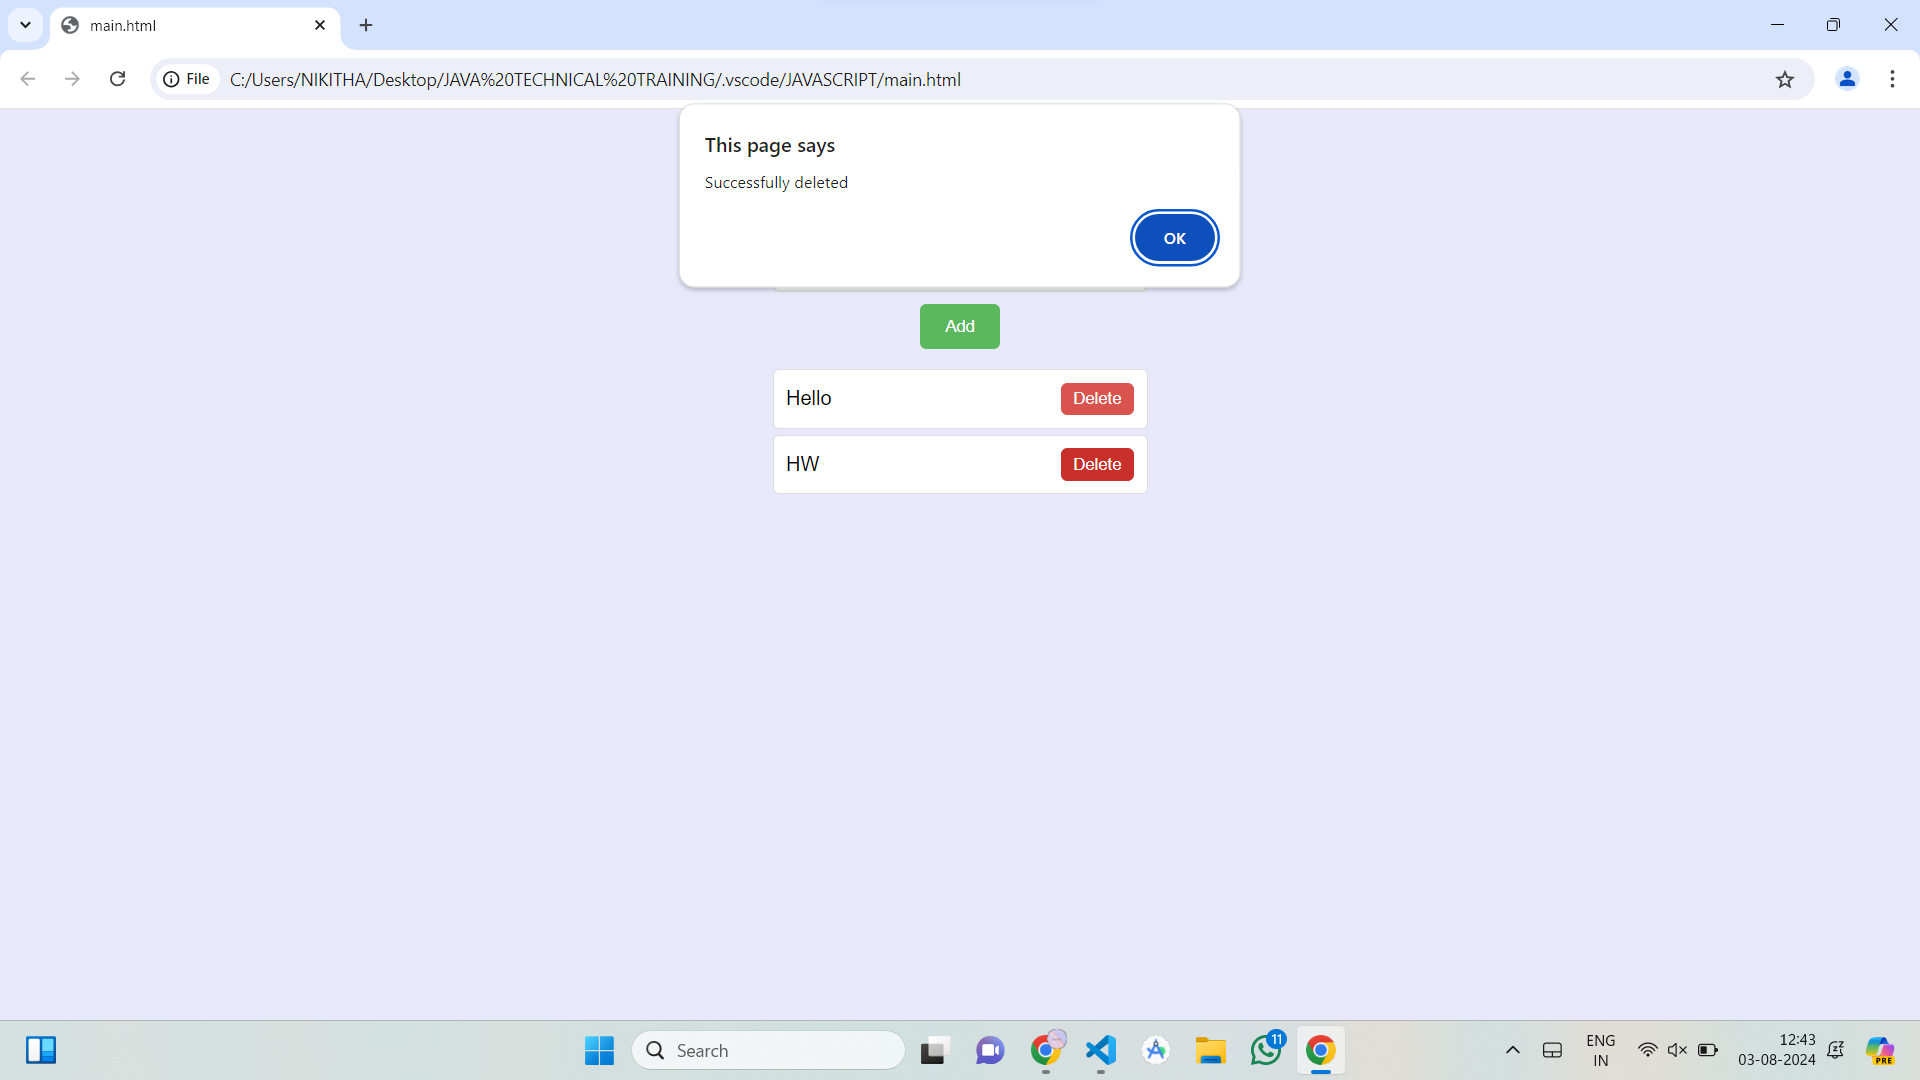 main.html
File
C:/Users/NIKITHA/Desktop/JAVA%20TECHNICAL%20TRAINING/.vscode/JAVASCRIPT/main.html
This page says
Successfully deleted
OK
Add
Hello
Delete
HW
Delete
Search
11
ENG
IN
12:43
03-08-2024
PRE